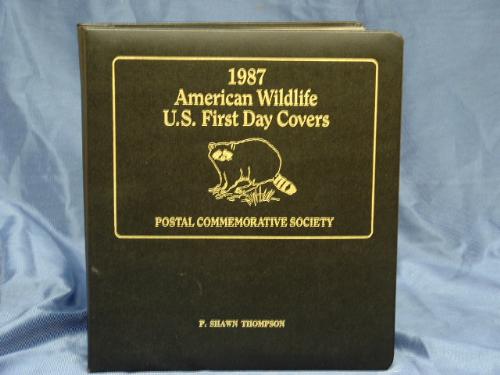 1987
American Wildlife
U.S. First Day Covers
POSTAL COMMEMORATIVE SOCIETY
P. SHAWN THOMPSON